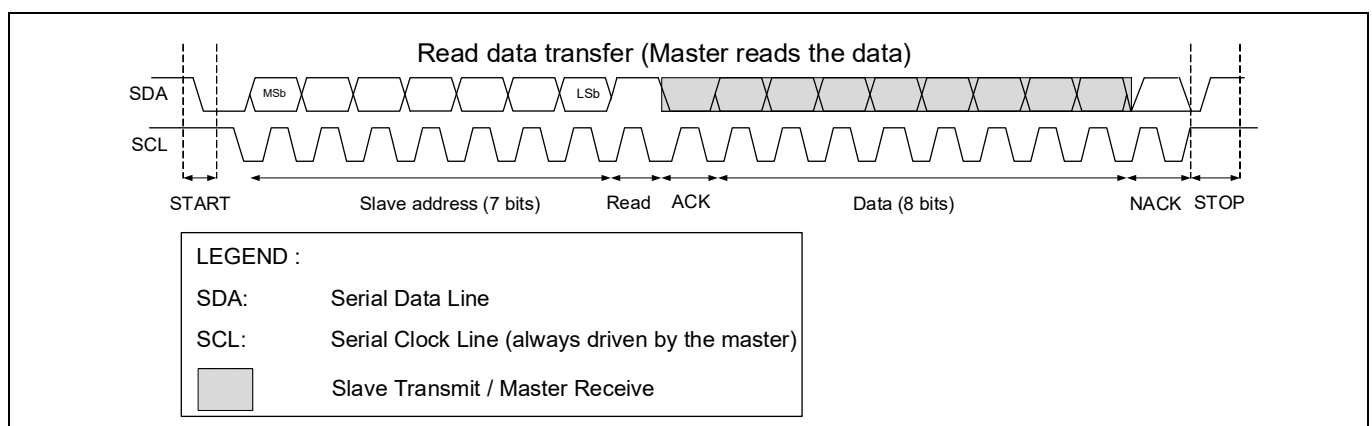 Read data transfer (Master reads the data)
SDA
MSb
LSb
SCL
START
Slave address (7 bits)
Read
ACK
Data (8 bits)
NACK
STOP
LEGEND :
SDA: Serial Data Line
SCL: Serial Clock Line (always driven by the master)
Slave Transmit / Master Receive